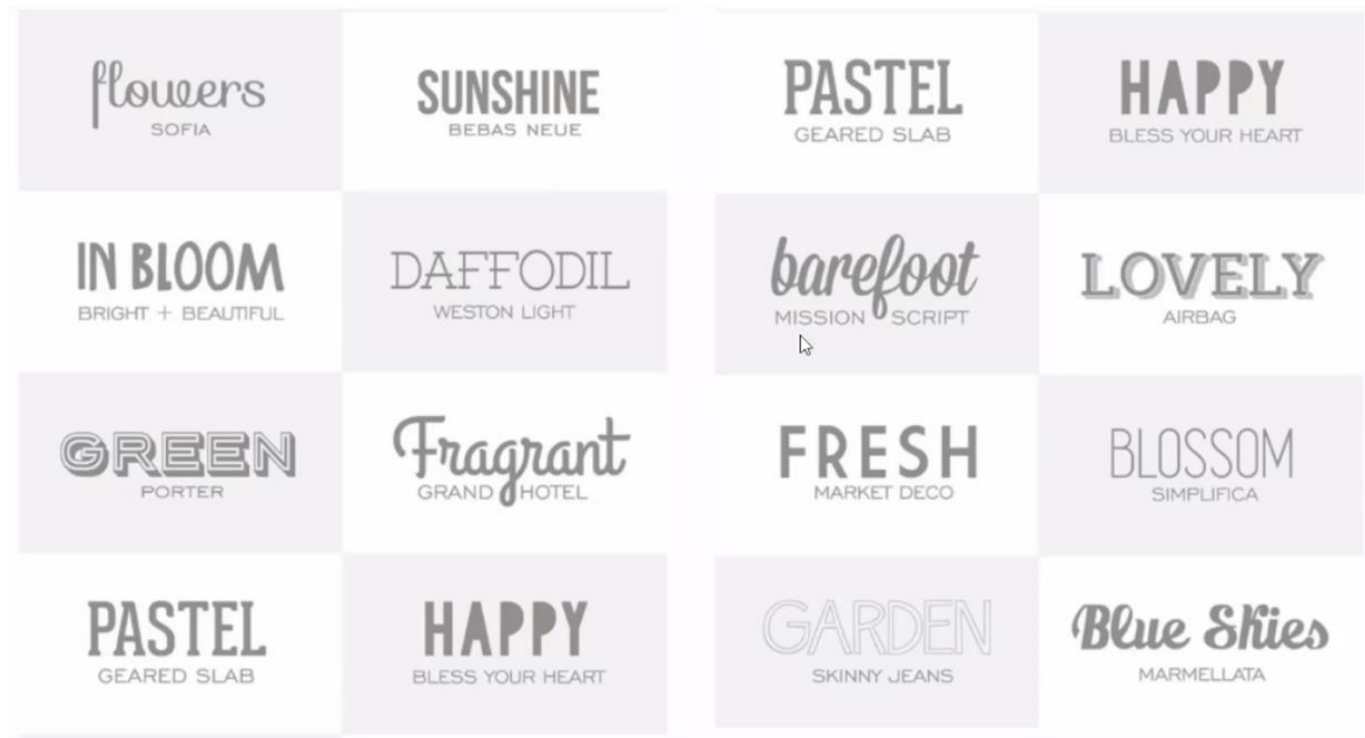 flowers
SOFIA
SUNSHINE
BEBAS NEUE
IN BLOOM
BRIGHT + BEAUTIFUL
DAFFODIL
WESTON LIGHT
GREEN
PORTER
Fragrant
GRAND HOTEL
PASTEL
GEARED SLAB
HAPPY
BLESS YOUR HEART
PASTEL
GEARED SLAB
HAPPY
BLESS YOUR HEART
barefoot
MISSION SCRIPT
LOVELY
AIRBAG
FRESH
MARKET DECO
BLOSSOM
SIMPLIFICA
GARDEN
SKINNY JEANS
Blue Skies
MARMELLATA